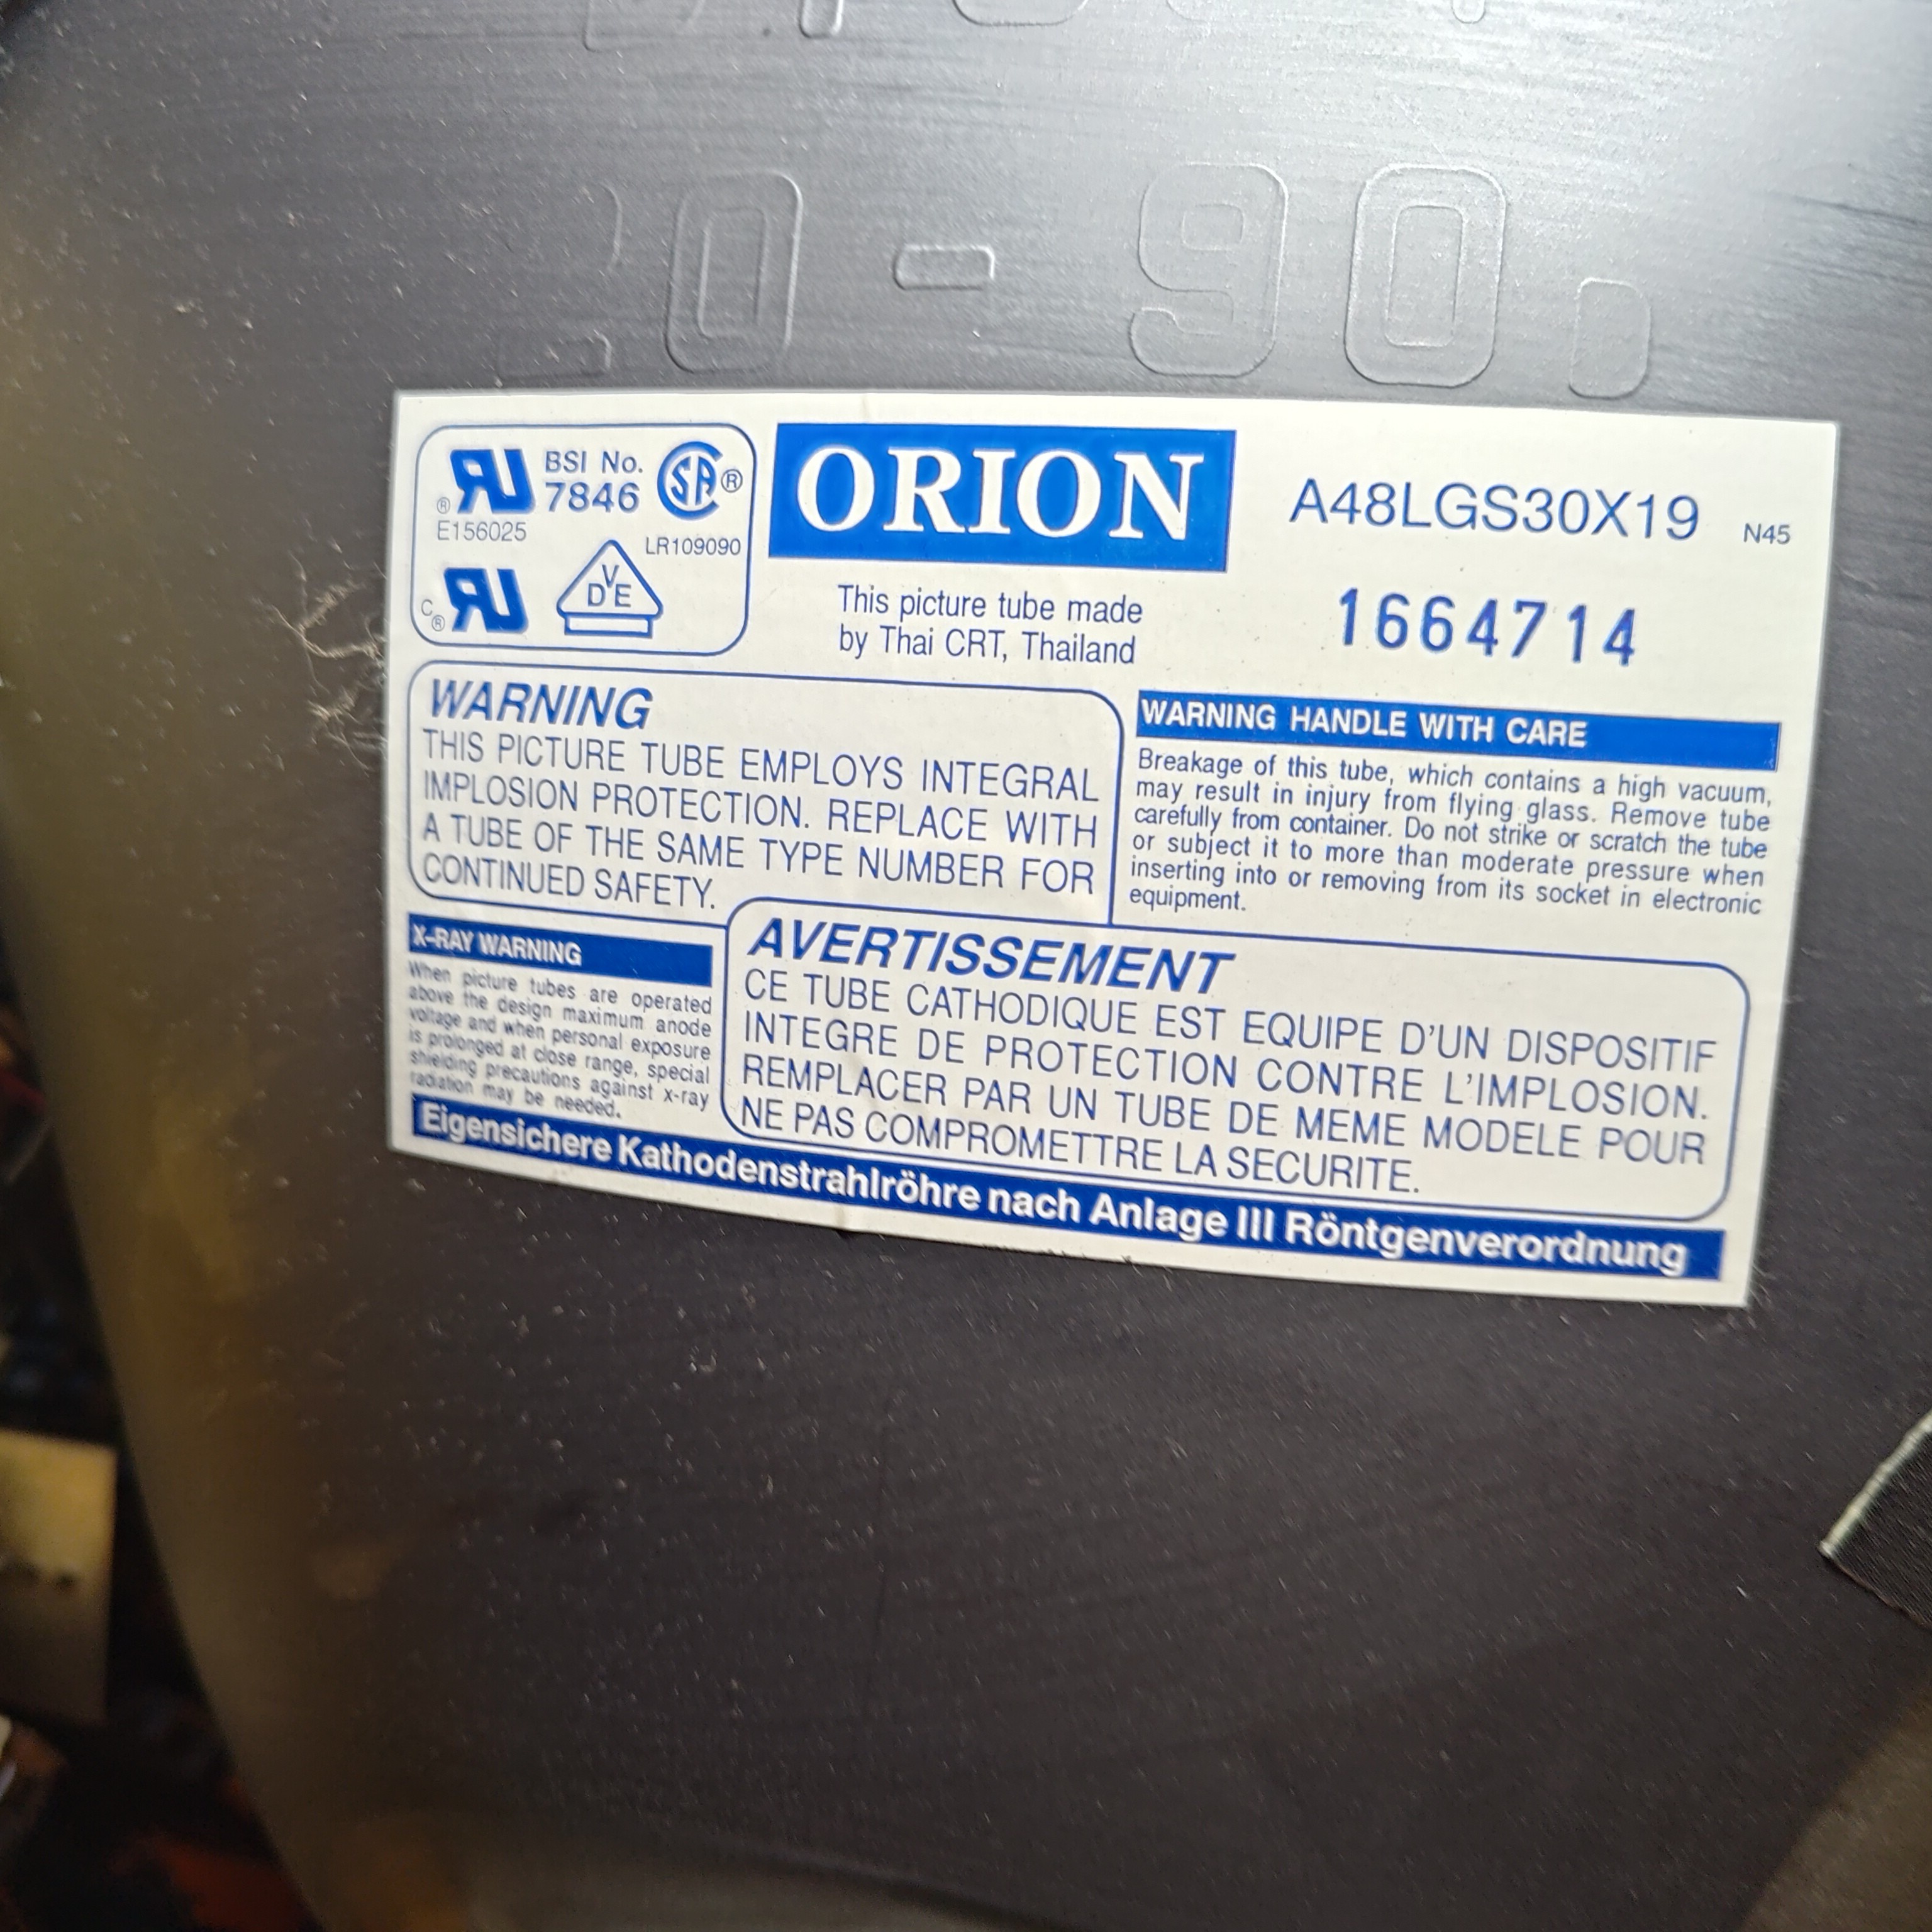 20-90.
BSI No.
7846
SA
E156025
LR109090
VDE
ORION
A48LGS30X19 N45
This picture tube made
by Thai CRT, Thailand
1664714
WARNING
THIS PICTURE TUBE EMPLOYS INTEGRAL
IMPLOSION PROTECTION. REPLACE WITH
A TUBE OF THE SAME TYPE NUMBER FOR
CONTINUED SAFETY.
WARNING HANDLE WITH CARE
Breakage of this tube, which contains a high vacuum,
may result in injury from flying glass. Remove tube
carefully from container. Do not strike or scratch the tube
or subject it to more than moderate pressure when
inserting into or removing from its socket in electronic
equipment.
X-RAY WARNING
When picture tubes are operated
above the design maximum anode
voltage and when personal exposure
is prolonged at close range, special
shielding precautions against x-ray
radiation may be needed.
AVERTISSEMENT
CE TUBE CATHODIQUE EST EQUIPE D'UN DISPOSITIF
INTEGRE DE PROTECTION CONTRE L'IMPLOSION.
REMPLACER PAR UN TUBE DE MEME MODELE POUR
NE PAS COMPROMETTRE LA SECURITE.
Eigensichere Kathodenstrahlröhre nach Anlage III Röntgenverordnung